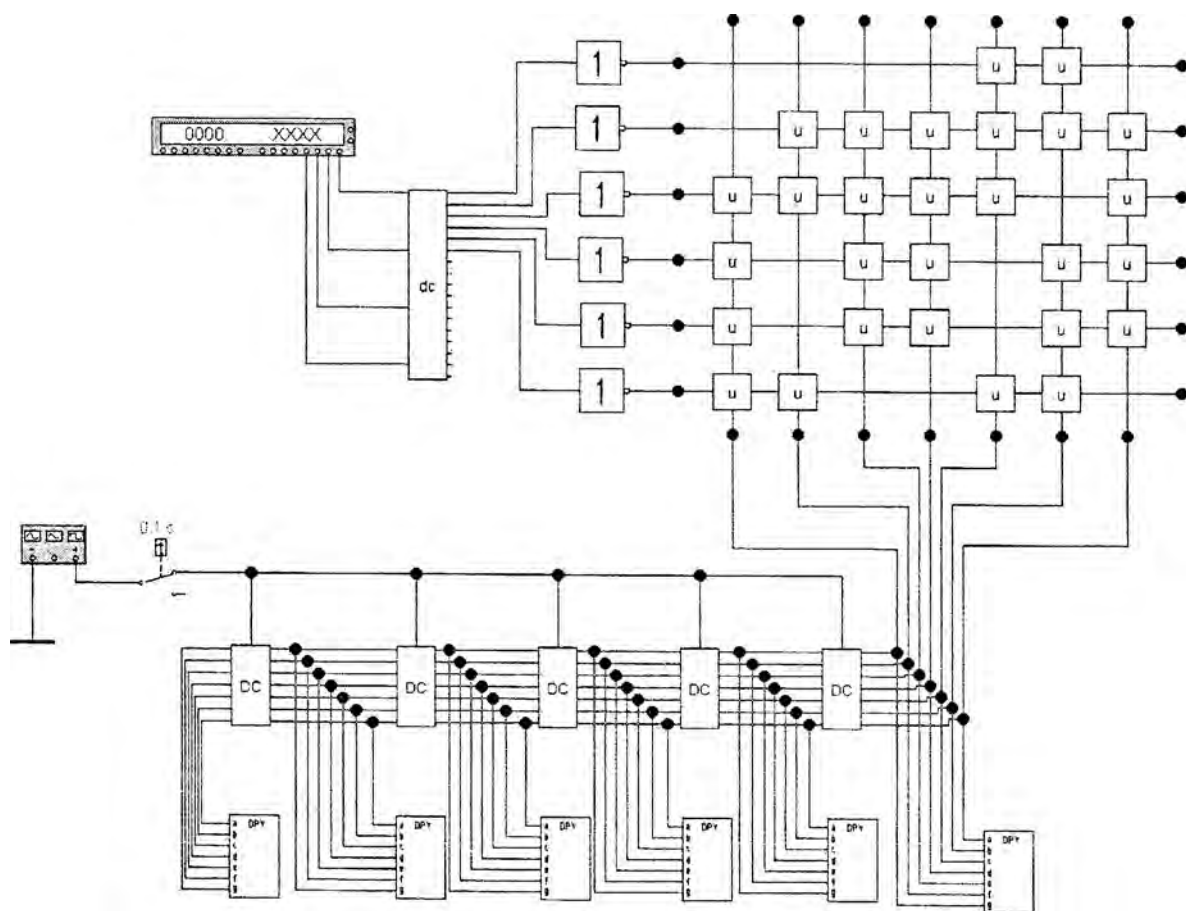 u u
1
0000 XXXX
1
u u u u u u
1
u u u u u u
dc
1
u u u u u
1
u u u u u
1
u u u u
0.1 s
DC DC DC DC DC
DPY DPY DPY DPY DPY DPY
a a a a a a
b b b b b b
c c c c c c
d d d d d d
e e e e e e
f f f f f f
g g g g g g